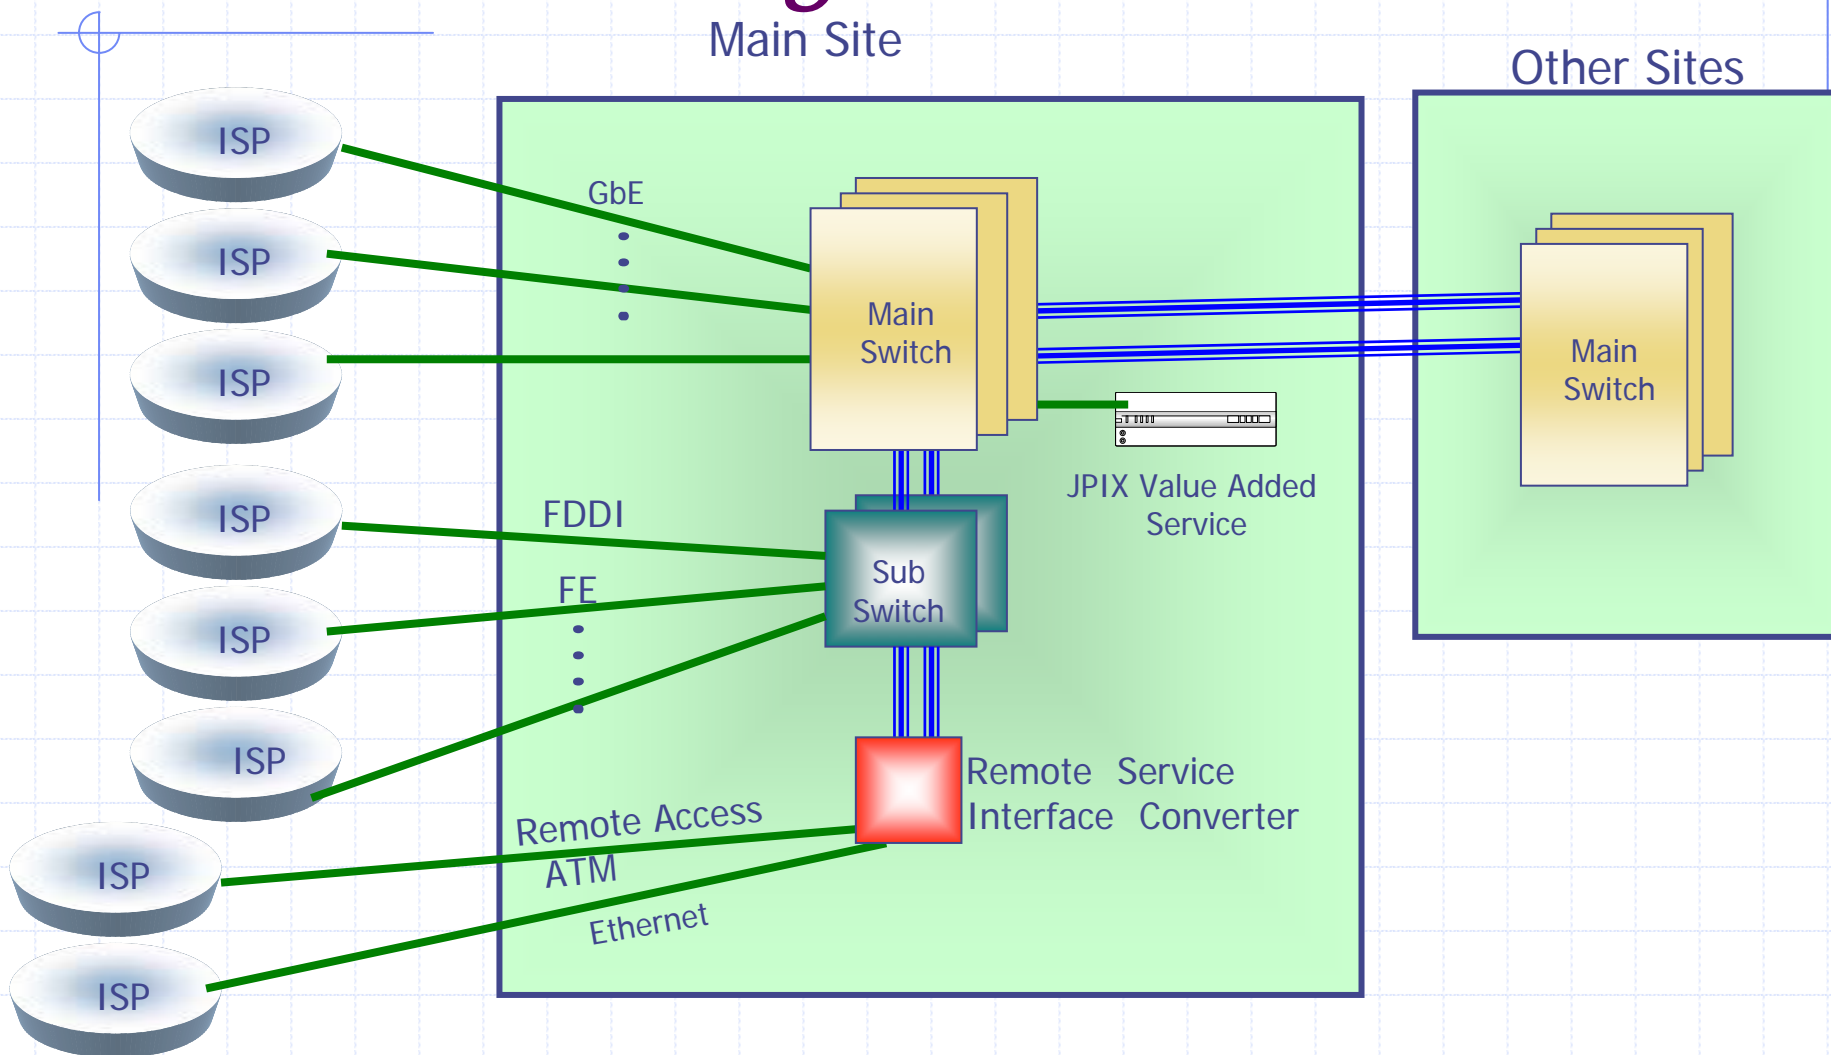 Main Site
Other Sites
ISP
ISP
ISP
ISP
ISP
ISP
ISP
ISP
GbE
Main
Switch
JPIX Value Added
Service
FDDI
FE
Sub
Switch
Remote Service
Interface Converter
Remote Access
ATM
Ethernet
Main
Switch